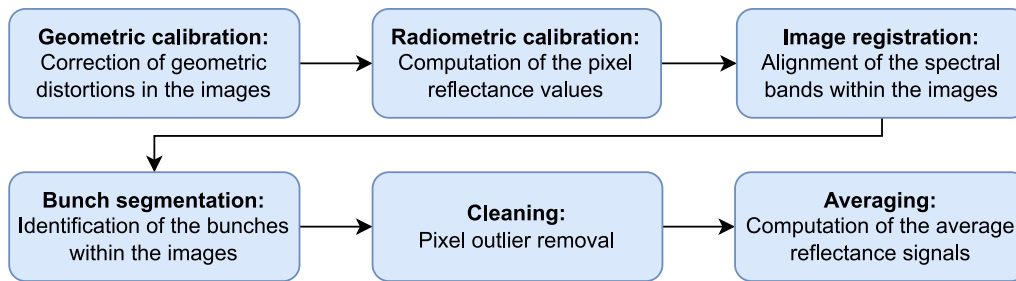 Geometric calibration:
Correction of geometric
distortions in the images
Radiometric calibration:
Computation of the pixel
reflectance values
Image registration:
Alignment of the spectral
bands within the images
Bunch segmentation:
Identification of the bunches
within the images
Cleaning:
Pixel outlier removal
Averaging:
Computation of the average
reflectance signals